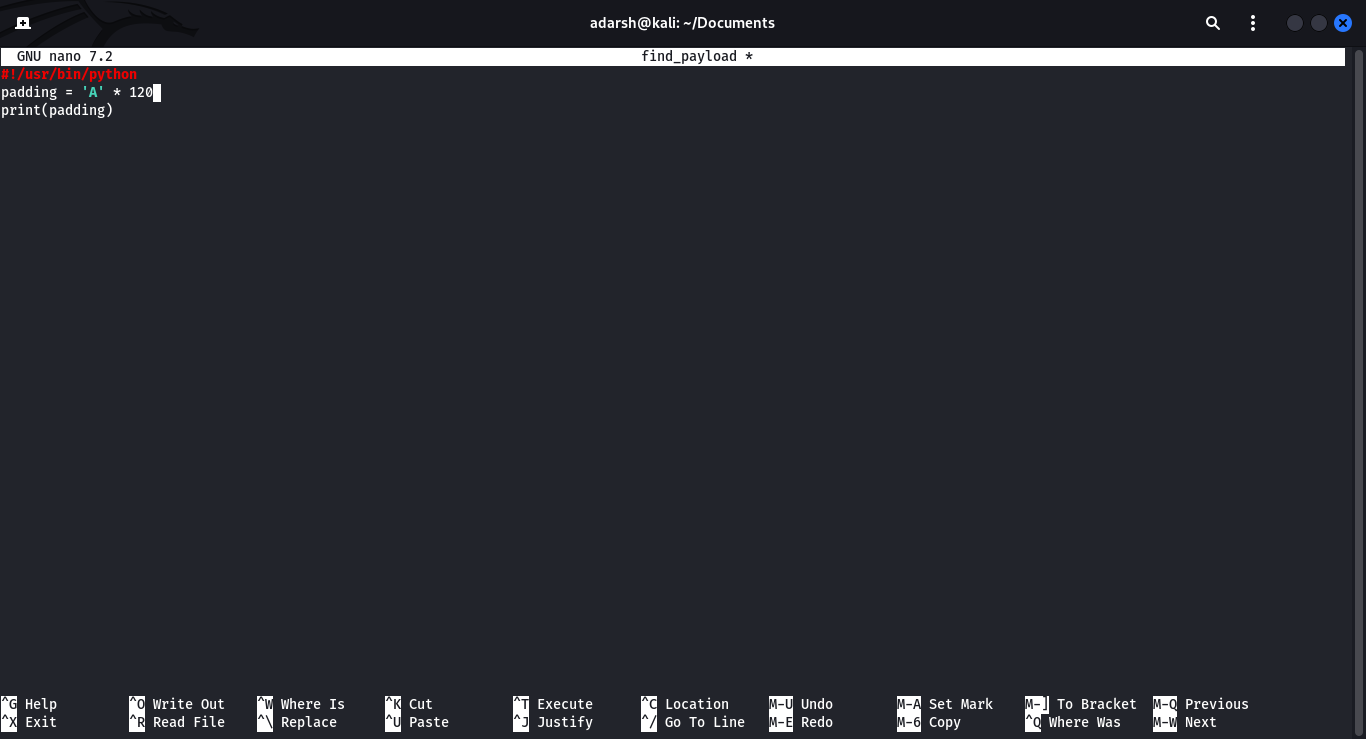 adarsh@kali: ~/Documents
GNU nano 7.2 find_payload *
#!/usr/bin/python
padding = 'A' * 120
print(padding)
^G Help ^O Write Out ^W Where Is ^K Cut ^T Execute ^C Location M-U Undo M-A Set Mark M-] To Bracket M-Q Previous
^X Exit ^R Read File ^\ Replace ^U Paste ^J Justify ^/ Go To Line M-E Redo M-6 Copy ^Q Where Was M-W Next